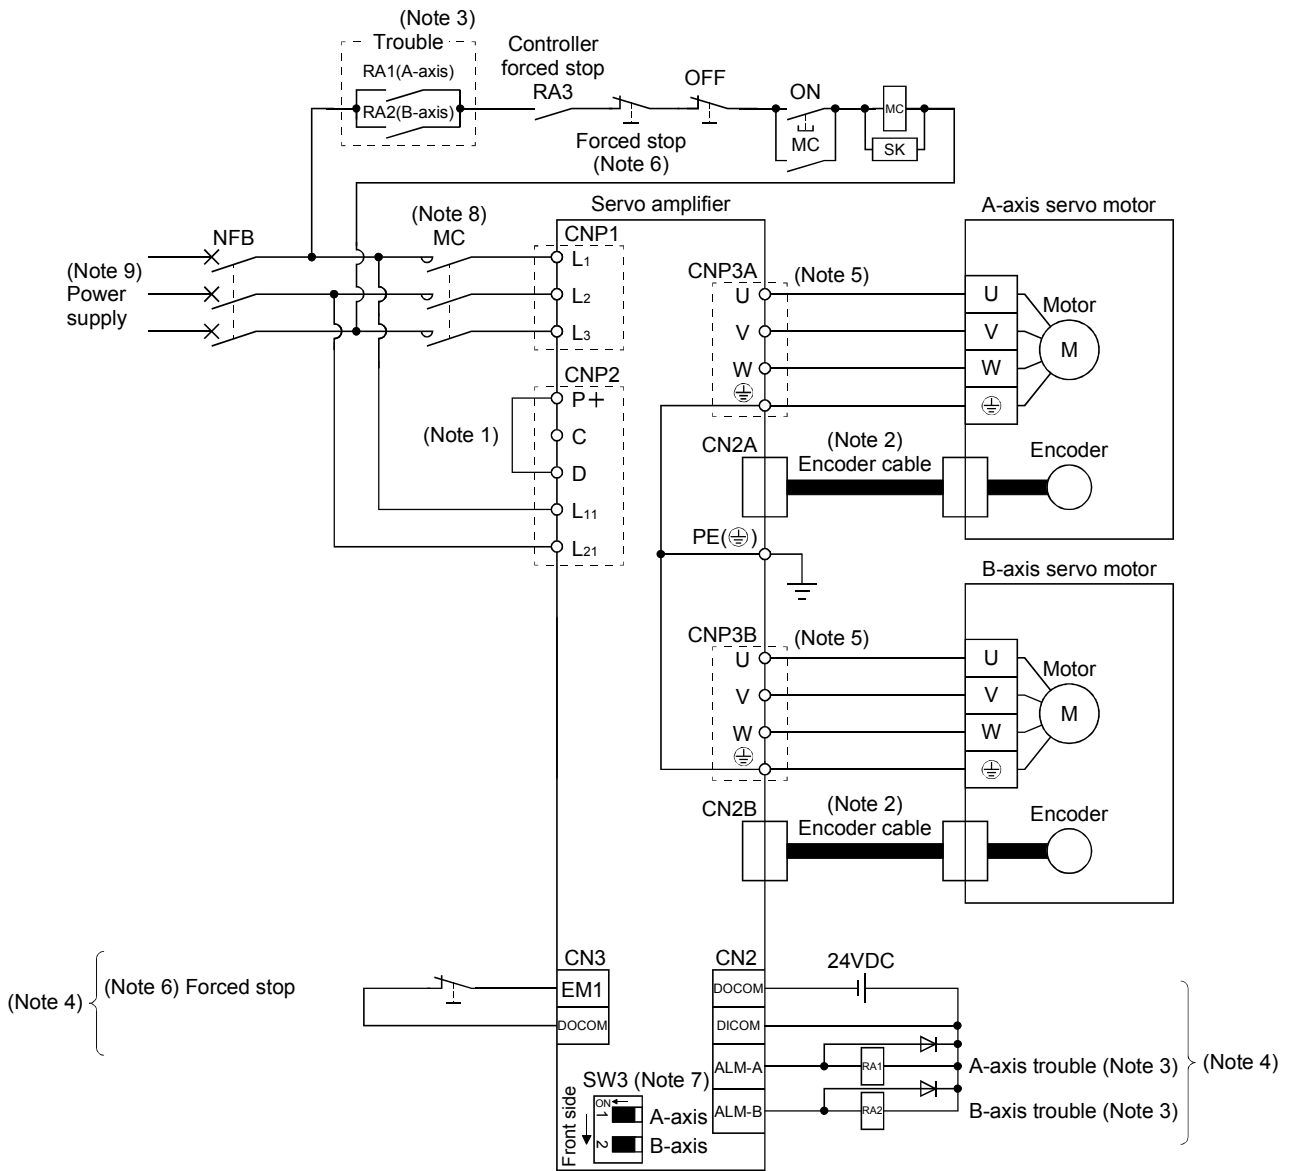 (Note 3)
Trouble
RA1(A-axis)
RA2(B-axis)
Controller
forced stop
RA3
OFF
ON
MC
MC
SK
Forced stop
(Note 6)
(Note 9)
Power
supply
NFB
(Note 8)
MC
Servo amplifier
CNP1
L1
L2
L3
CNP2
P+
C
D
L11
L21
(Note 1)
CNP3A
U
V
W
(Note 5)
A-axis servo motor
U
V
W
Motor
M
CN2A
(Note 2)
Encoder cable
Encoder
PE( )
B-axis servo motor
CNP3B
U
V
W
(Note 5)
U
V
W
Motor
M
CN2B
(Note 2)
Encoder cable
Encoder
(Note 4)
(Note 6) Forced stop
CN3
EM1
DOCOM
CN2
DOCOM
DICOM
ALM-A
ALM-B
24VDC
RA1
RA2
A-axis trouble (Note 3)
B-axis trouble (Note 3)
(Note 4)
SW3 (Note 7)
ON
1
2
A-axis
B-axis
Front side